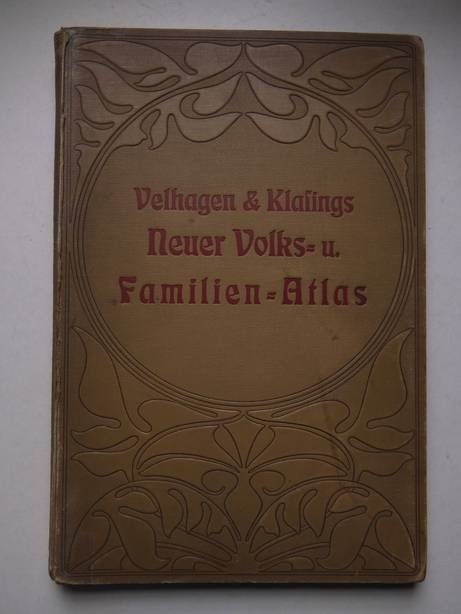 Velhagen & Klaſings
Neuer Volks= u.
Familien=Atlas